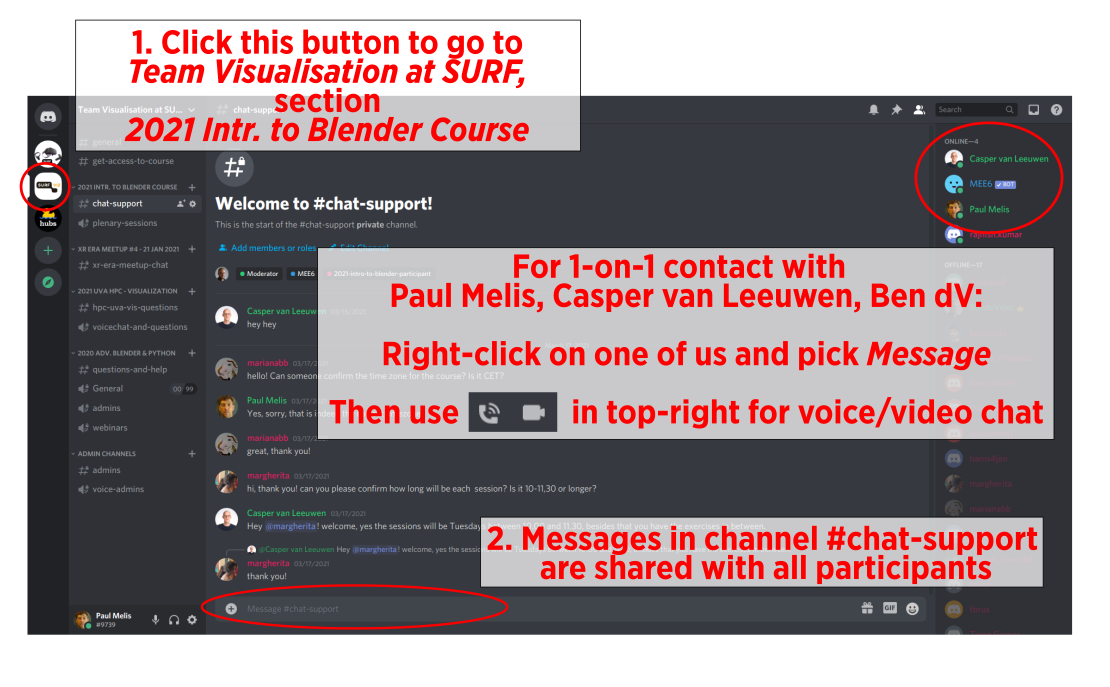 1. Click this button to go to
Team Visualisation at SURF,
section
2021 Intr. to Blender Course
Team Visualisation at SU...
chat-supp
Search
general
get-access-to-course
2021 INTR. TO BLENDER COURSE
chat-support
plenary-sessions
XR ERA MEETUP #4 - 21 JAN 2021
xr-era-meetup-chat
2021 UVA HPC - VISUALIZATION
hpc-uva-vis-questions
voicechat-and-questions
2020 ADV. BLENDER & PYTHON
questions-and-help
General
00 99
admins
webinars
ADMIN CHANNELS
admins
voice-admins
Paul Melis
#9739
SURF
hubs
Welcome to #chat-support!
This is the start of the #chat-support private channel.
Add members or roles
Edit Channel
Moderator
MEE6
2021-intro-to-blender-participant
Casper van Leeuwen
hey hey
marianabb 03/17/2021
hello! Can someone confirm the time zone for the course? Is it CET?
Paul Melis 03/17/2021
Yes, sorry, that is indeed
marianabb 03/17/2021
great, thank you!
margherita 03/17/2021
hi, thank you! can you please confirm how long will be each session? Is it 10-11,30 or longer?
Casper van Leeuwen 03/17/2021
Hey @margherita! welcome, yes the sessions will be Tuesdays between 10.00 and 11.30, besides that you have the exercises in between.
@Casper van Leeuwen Hey @margherita! welcome, yes the
margherita 03/17/2021
thank you!
Message #chat-support
GIF
For 1-on-1 contact with
Paul Melis, Casper van Leeuwen, Ben dV:
Right-click on one of us and pick Message
Then use in top-right for voice/video chat
2. Messages in channel #chat-support
are shared with all participants
ONLINE—4
Casper van Leeuwen
MEE6 BOT
Paul Melis
rajnisil.kumar
margherita
marianabb